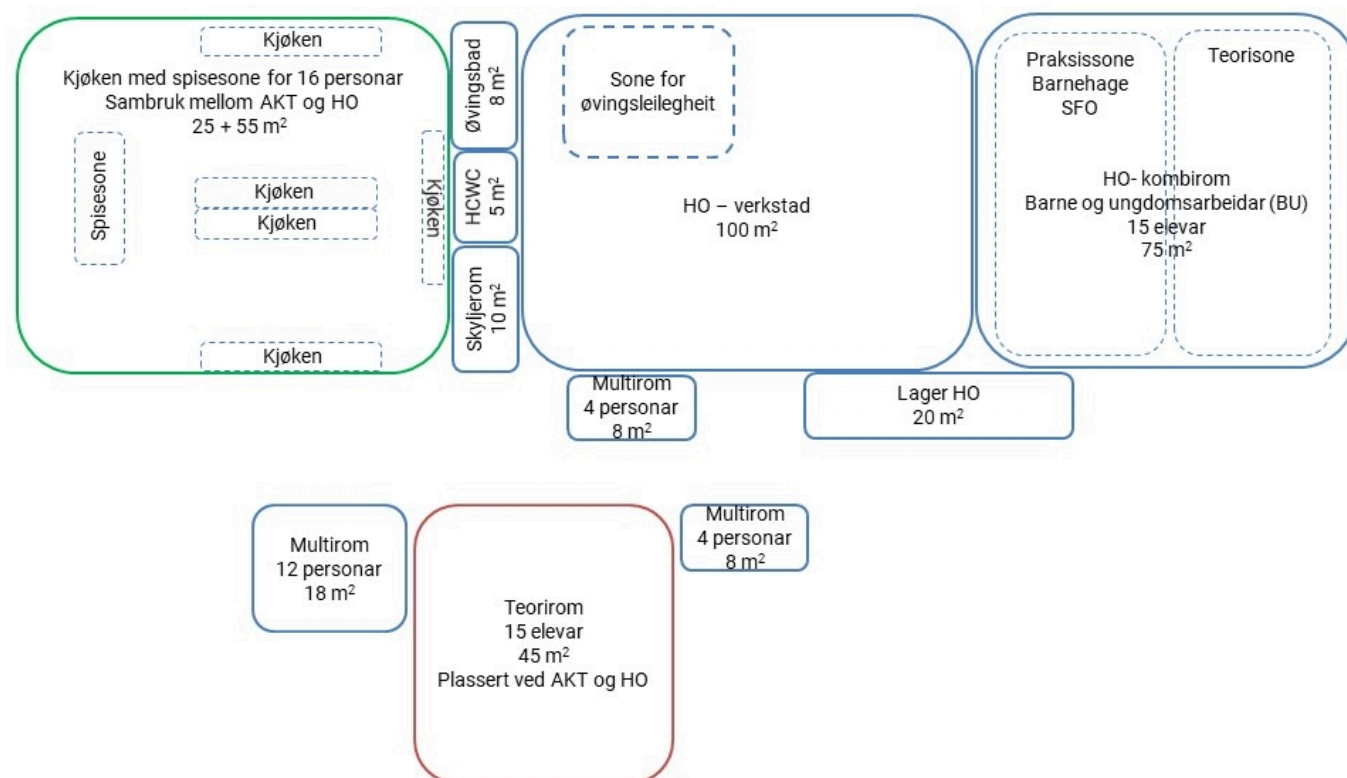 Kjøken
Kjøken med spisesone for 16 personar
Sambruk mellom AKT og HO
25 + 55 m²
Spisesone
Kjøken
Kjøken
Kjøken
Kjøken
Øvingsbad
8 m²
HCWC
5 m²
Skyljerom
10 m²
Sone for
øvingsleilegheit
HO – verkstad
100 m²
Praksissone
Barnehage
SFO
Teorisone
HO- kombirom
Barne og ungdomsarbeidar (BU)
15 elevar
75 m²
Multirom
4 personar
8 m²
Lager HO
20 m²
Multirom
12 personar
18 m²
Teorirom
15 elevar
45 m²
Plassert ved AKT og HO
Multirom
4 personar
8 m²